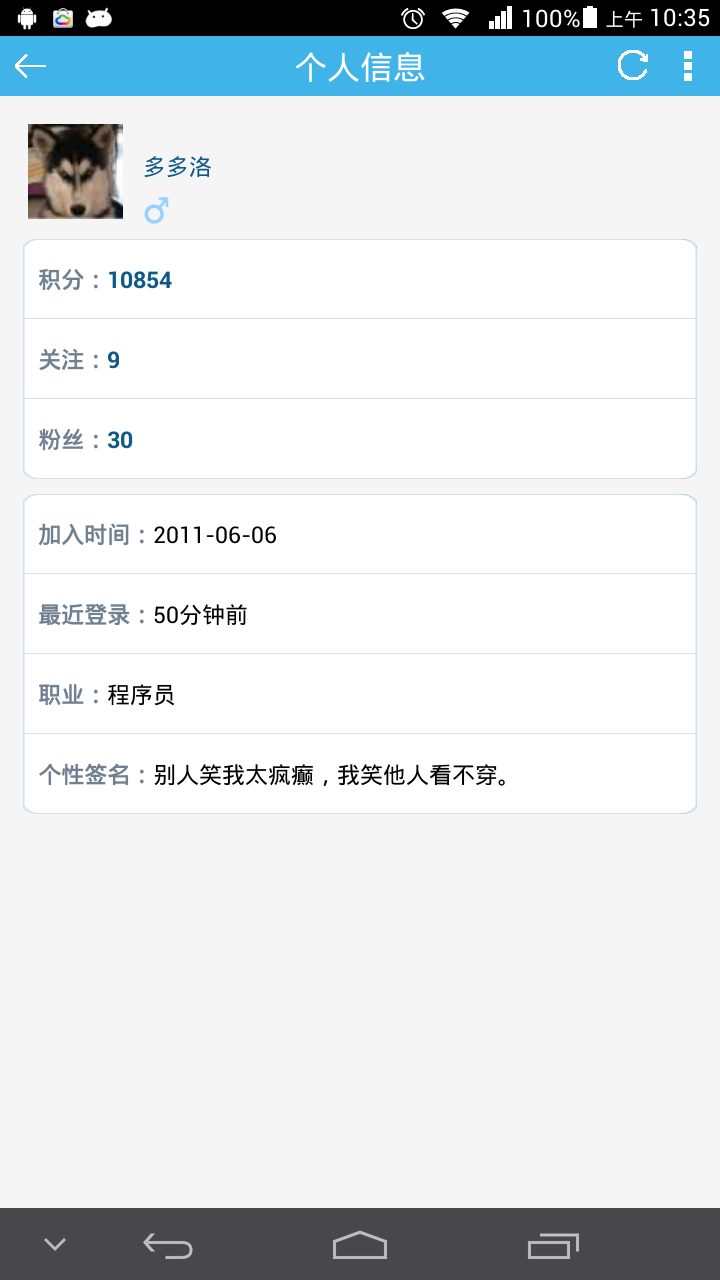 100% 上午 10:35
个人信息
多多洛
积分：10854
关注：9
粉丝：30
加入时间：2011-06-06
最近登录：50分钟前
职业：程序员
个性签名：别人笑我太疯癫，我笑他人看不穿。